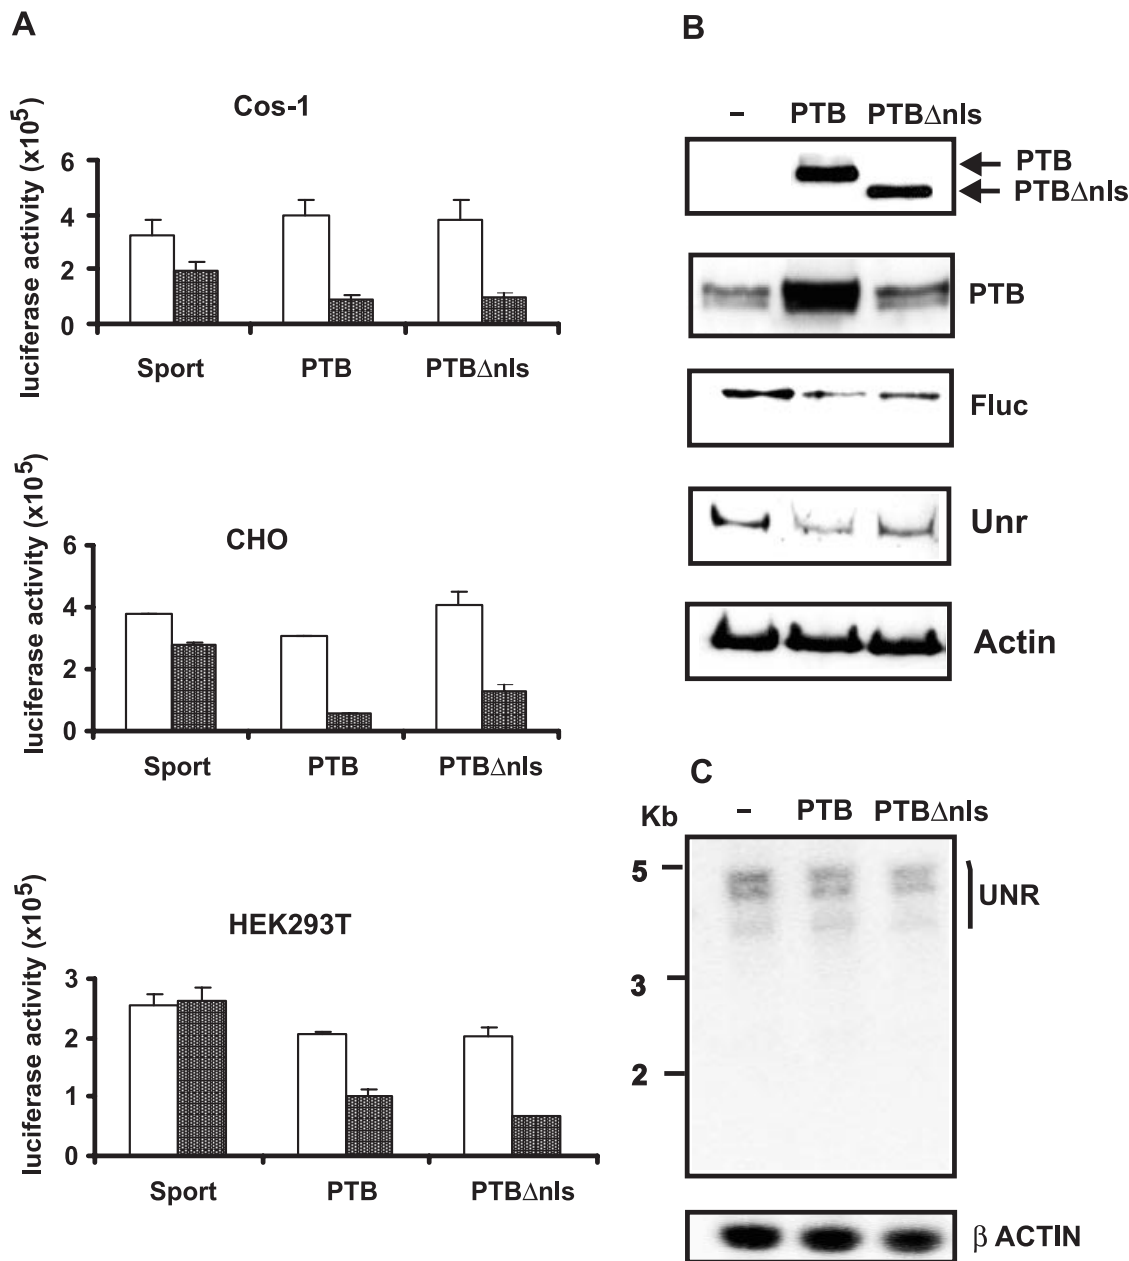 A
Cos-1
luciferase activity (x10⁵)
6
4
2
0
Sport PTB PTBΔnls
CHO
luciferase activity (x10⁵)
6
4
2
0
Sport PTB PTBΔnls
HEK293T
luciferase activity (x10⁵)
3
2
1
0
Sport PTB PTBΔnls
B
– PTB PTBΔnls
PTB
PTBΔnls
PTB
Fluc
Unr
Actin
C
Kb – PTB PTBΔnls
5
UNR
3
2
β ACTIN